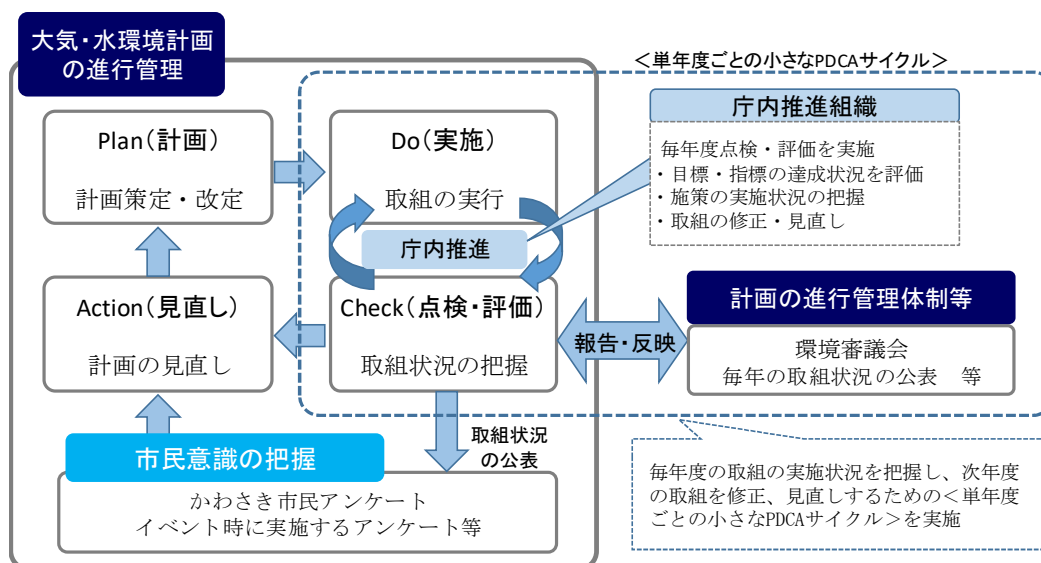 大気・水環境計画
の進行管理
＜単年度ごとの小さなPDCAサイクル＞
庁内推進組織
毎年度点検・評価を実施
・目標・指標の達成状況を評価
・施策の実施状況の把握
・取組の修正・見直し
Plan（計画）
計画策定・改定
Do（実施）
取組の実行
庁内推進
Action（見直し）
計画の見直し
Check（点検・評価）
取組状況の把握
報告・反映
計画の進行管理体制等
環境審議会
毎年の取組状況の公表　等
取組状況
の公表
市民意識の把握
かわさき市民アンケート
イベント時に実施するアンケート等
毎年度の取組の実施状況を把握し、次年度
の取組を修正、見直しするための＜単年度
ごとの小さなPDCAサイクル＞を実施